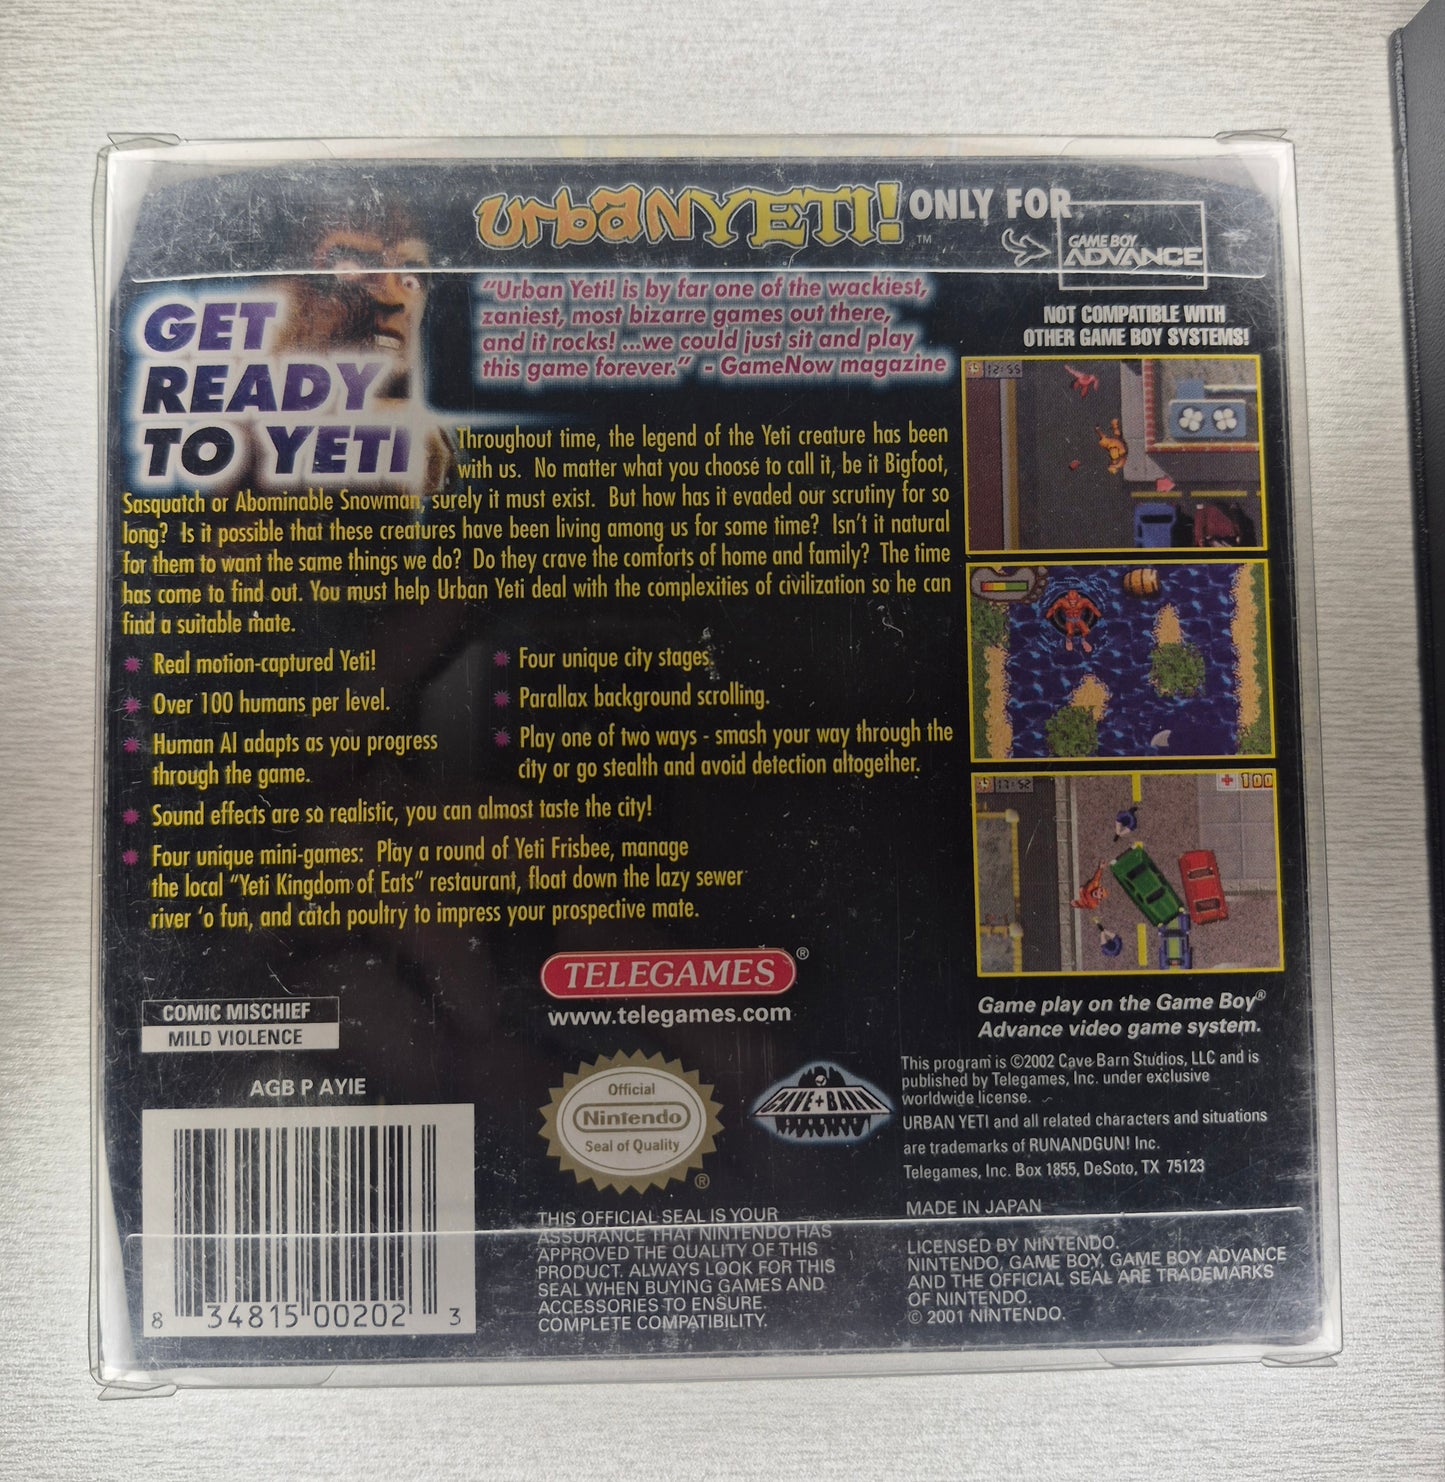 urbanYETI! ™
ONLY FOR
GAME BOY
ADVANCE
GET
READY
TO YETI
"Urban Yeti! is by far one of the wackiest,
zaniest, most bizarre games out there,
and it rocks! ...we could just sit and play
this game forever." - GameNow magazine
NOT COMPATIBLE WITH
OTHER GAME BOY SYSTEMS!
Throughout time, the legend of the Yeti creature has been
with us. No matter what you choose to call it, be it Bigfoot,
Sasquatch or Abominable Snowman, surely it must exist. But how has it evaded our scrutiny for so
long? Is it possible that these creatures have been living among us for some time? Isn't it natural
for them to want the same things we do? Do they crave the comforts of home and family? The time
has come to find out. You must help Urban Yeti deal with the complexities of civilization so he can
find a suitable mate.
Real motion-captured Yeti!
Over 100 humans per level.
Human AI adapts as you progress
through the game.
Four unique city stages.
Parallax background scrolling.
Play one of two ways - smash your way through the
city or go stealth and avoid detection altogether.
Sound effects are so realistic, you can almost taste the city!
Four unique mini-games: Play a round of Yeti Frisbee, manage
the local "Yeti Kingdom of Eats" restaurant, float down the lazy sewer
river 'o fun, and catch poultry to impress your prospective mate.
12:55
100
Game play on the Game Boy®
Advance video game system.
TELEGAMES®
www.telegames.com
COMIC MISCHIEF
MILD VIOLENCE
AGB P AYIE
8 34815 00202 3
Official
Nintendo
Seal of Quality
®
CAVE+BARN
STUDIOS
This program is ©2002 Cave Barn Studios, LLC and is
published by Telegames, Inc. under exclusive
worldwide license.
URBAN YETI and all related characters and situations
are trademarks of RUNANDGUN! Inc.
Telegames, Inc. Box 1855, DeSoto, TX 75123
THIS OFFICIAL SEAL IS YOUR
ASSURANCE THAT NINTENDO HAS
APPROVED THE QUALITY OF THIS
PRODUCT. ALWAYS LOOK FOR THIS
SEAL WHEN BUYING GAMES AND
ACCESSORIES TO ENSURE.
COMPLETE COMPATIBILITY.
MADE IN JAPAN
LICENSED BY NINTENDO.
NINTENDO, GAME BOY, GAME BOY ADVANCE
AND THE OFFICIAL SEAL ARE TRADEMARKS
OF NINTENDO.
© 2001 NINTENDO.